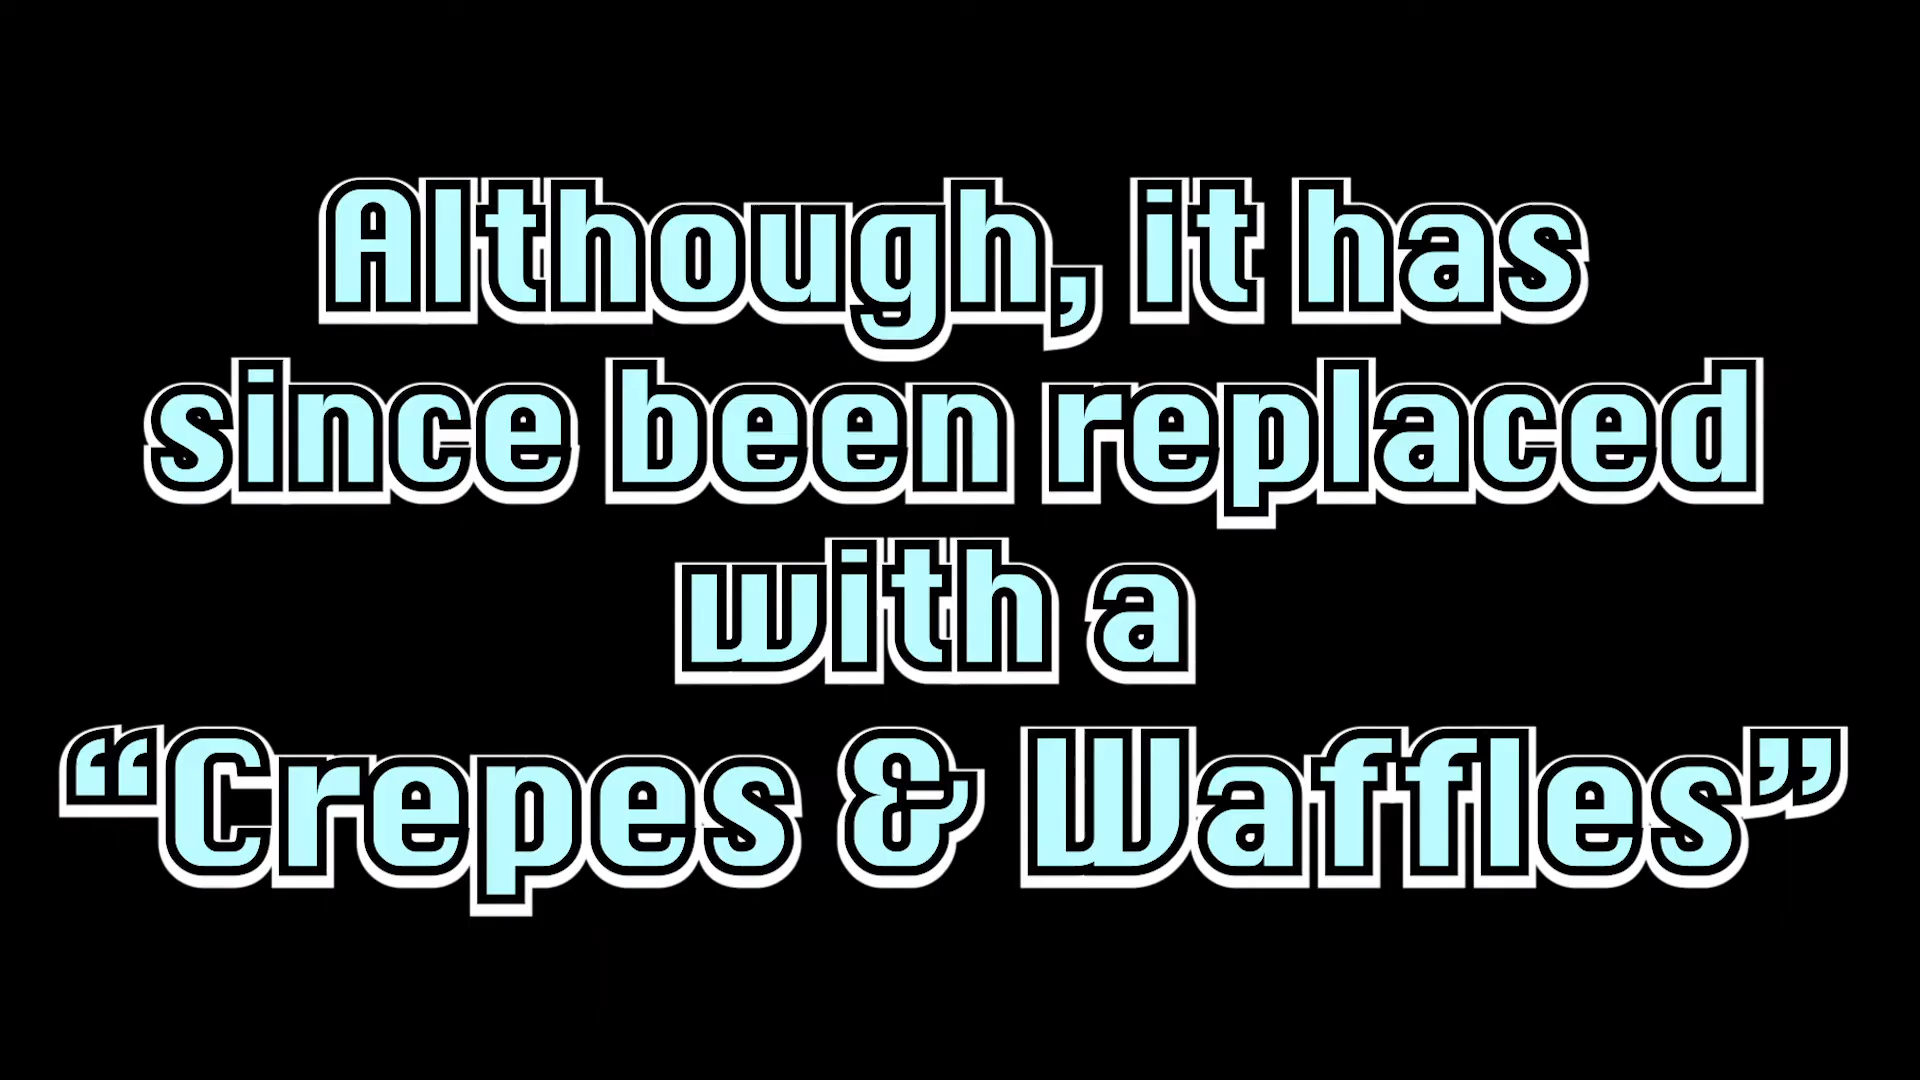 Although, it has
since been replaced
with a
“Crepes & Waffles”